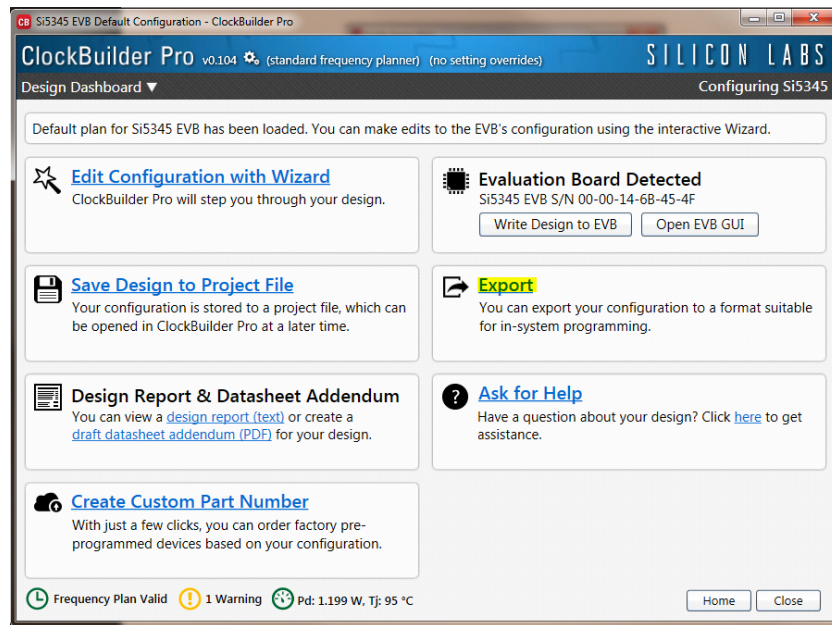 CB Si5345 EVB Default Configuration - ClockBuilder Pro
ClockBuilder Pro v0.104 (standard frequency planner) (no setting overrides) SILICON LABS
Design Dashboard ▼ Configuring Si5345
Default plan for Si5345 EVB has been loaded. You can make edits to the EVB's configuration using the interactive Wizard.
Edit Configuration with Wizard
ClockBuilder Pro will step you through your design.
Evaluation Board Detected
Si5345 EVB S/N 00-00-14-6B-45-4F
Write Design to EVB Open EVB GUI
Save Design to Project File
Your configuration is stored to a project file, which can
be opened in ClockBuilder Pro at a later time.
Export
You can export your configuration to a format suitable
for in-system programming.
Design Report & Datasheet Addendum
You can view a design report (text) or create a
draft datasheet addendum (PDF) for your design.
Ask for Help
Have a question about your design? Click here to get
assistance.
Create Custom Part Number
With just a few clicks, you can order factory pre-
programmed devices based on your configuration.
Frequency Plan Valid 1 Warning Pd: 1.199 W, Tj: 95 °C
Home Close